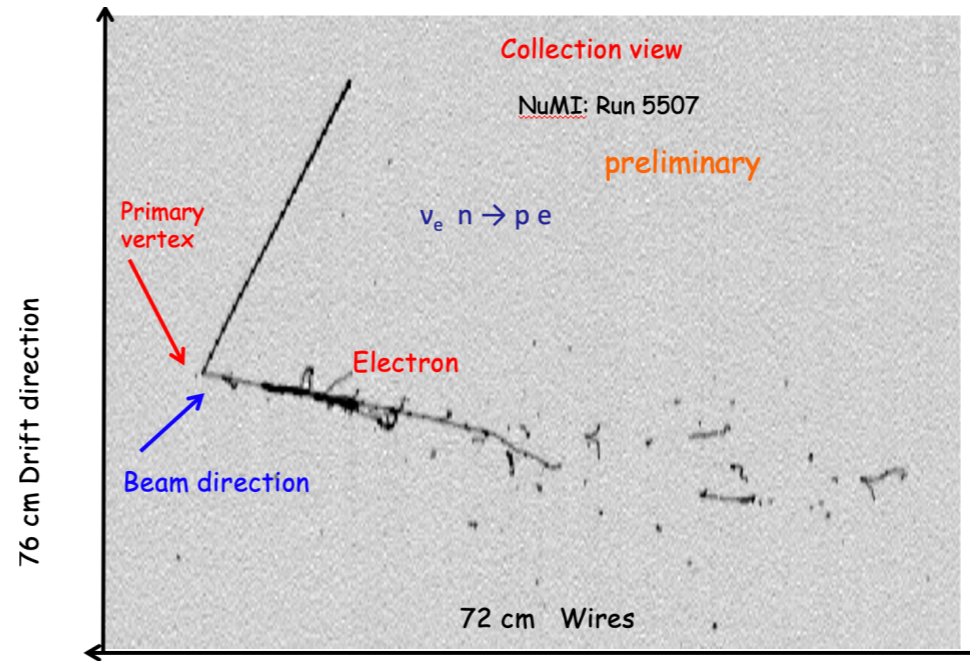 Collection view
NuMI: Run 5507
preliminary
Primary
vertex
νₑ n → p e
Electron
Beam direction
76 cm Drift direction
72 cm Wires